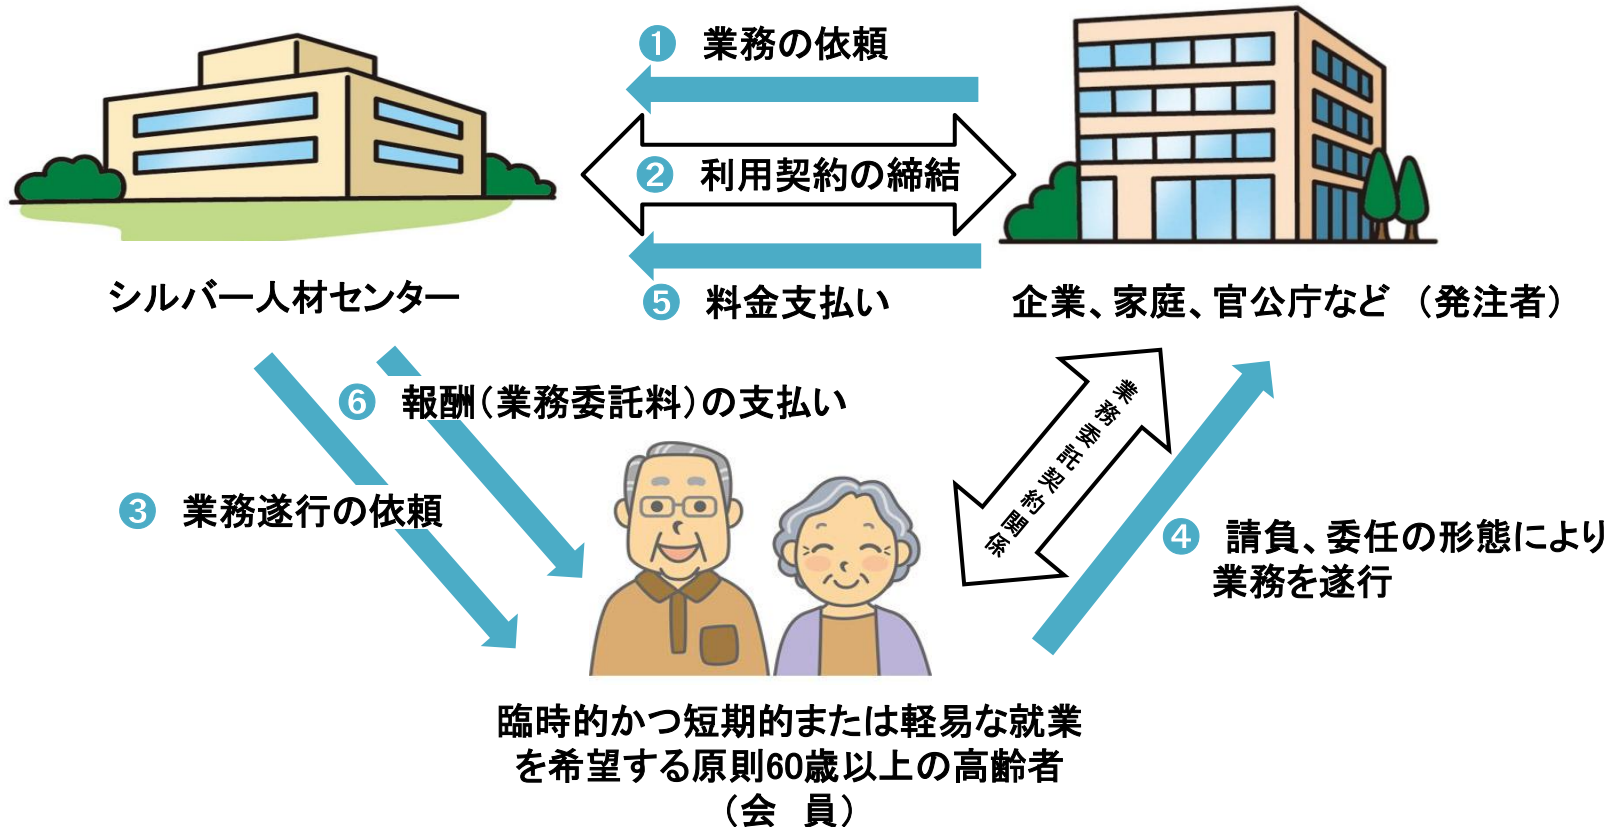 ❶ 業務の依頼
❷ 利用契約の締結
❺ 料金支払い
シルバー人材センター
企業、家庭、官公庁など （発注者）
❻ 報酬（業務委託料）の支払い
業務委託契約関係
❸ 業務遂行の依頼
❹ 請負、委任の形態により
業務を遂行
臨時的かつ短期的または軽易な就業
を希望する原則60歳以上の高齢者
（会 員）